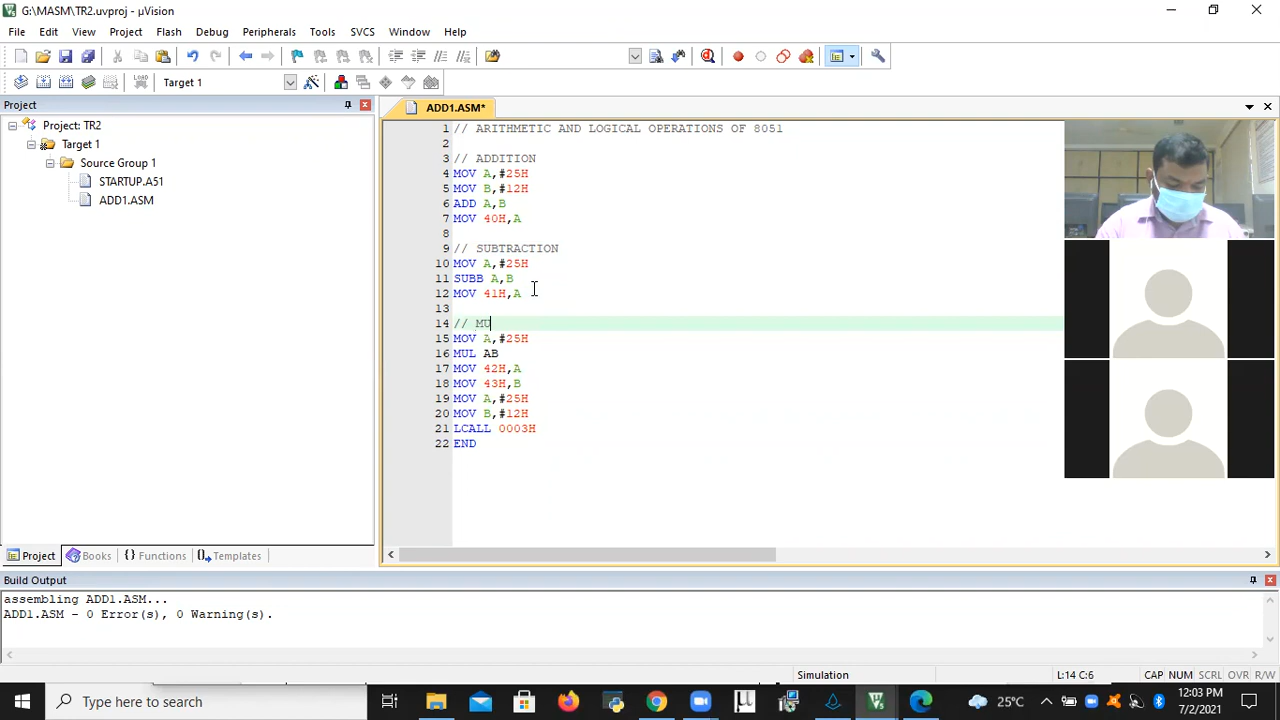 G:\MASM\TR2.uvproj - µVision
File Edit View Project Flash Debug Peripherals Tools SVCS Window Help
LOAD Target 1
Project
Project: TR2
Target 1
Source Group 1
STARTUP.A51
ADD1.ASM
ADD1.ASM*
1 // ARITHMETIC AND LOGICAL OPERATIONS OF 8051
2
3 // ADDITION
4 MOV A,#25H
5 MOV B,#12H
6 ADD A,B
7 MOV 40H,A
8
9 // SUBTRACTION
10 MOV A,#25H
11 SUBB A,B
12 MOV 41H,A
13
14 // MU
15 MOV A,#25H
16 MUL AB
17 MOV 42H,A
18 MOV 43H,B
19 MOV A,#25H
20 MOV B,#12H
21 LCALL 0003H
22 END
Project Books {} Functions {}→ Templates
Build Output
assembling ADD1.ASM...
ADD1.ASM - 0 Error(s), 0 Warning(s).
Simulation L:14 C:6 CAP NUM SCRL OVR R/W
Type here to search
25°C
12:03 PM
7/2/2021